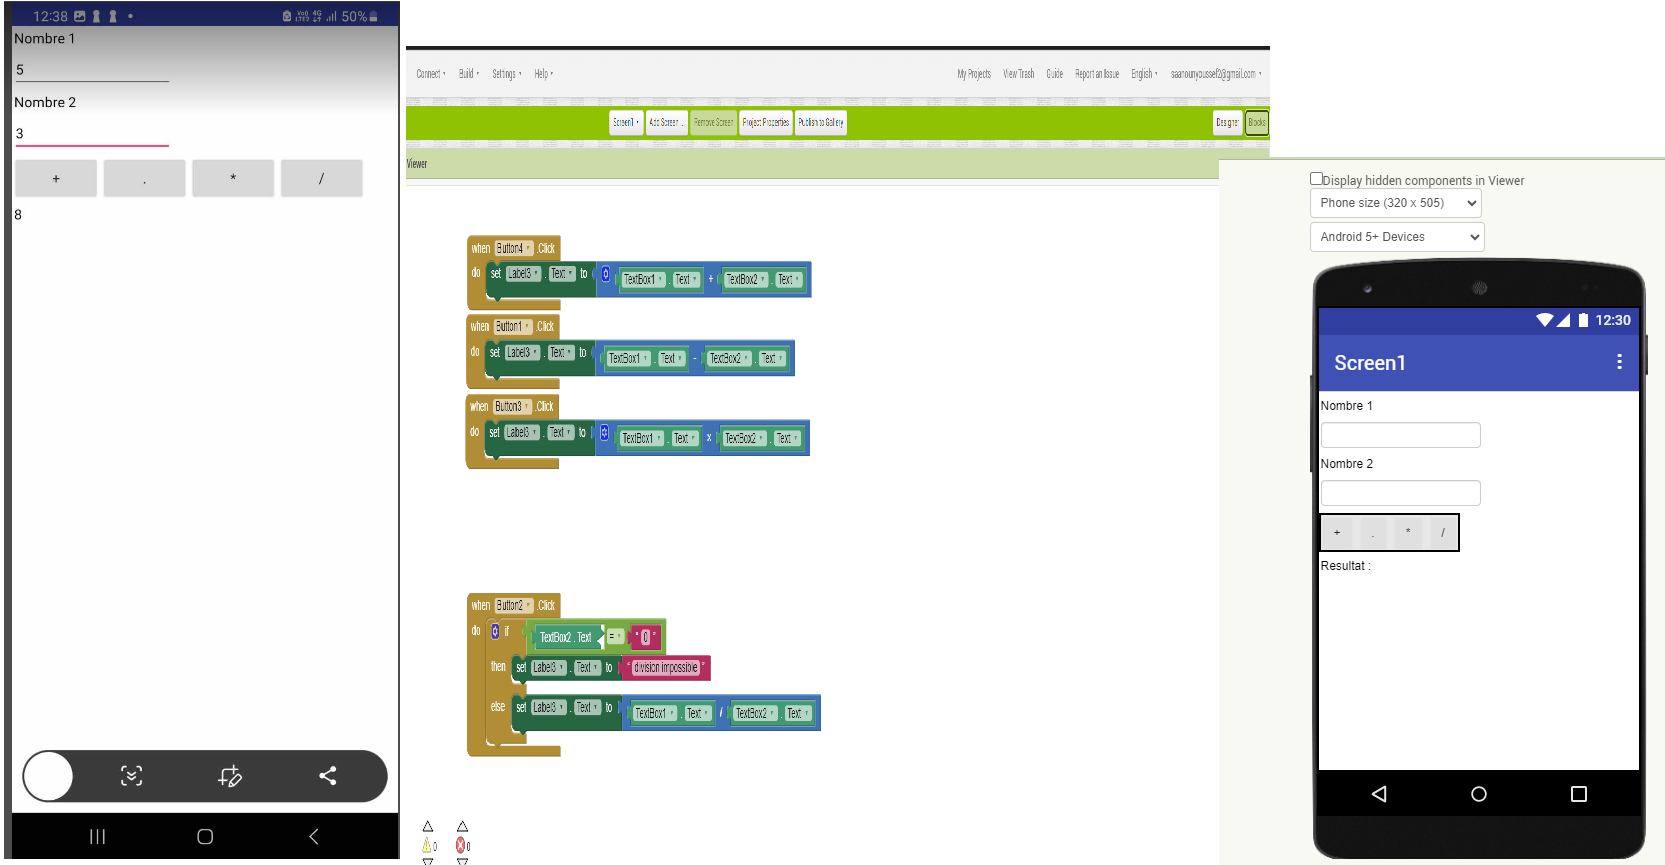 12:38 Vo) 4G LTE2 50%
Nombre 1
5
Nombre 2
3
+ . * /
8
Connect Build Settings Help My Projects View Trash Guide Report an Issue English saanounyoussef2@gmail.com
Screen1 Add Screen ... Remove Screen Project Properties Publish to Gallery Designer Blocks
Viewer
when Button4 .Click
do set Label3 . Text to TextBox1 . Text + TextBox2 . Text
when Button1 .Click
do set Label3 . Text to TextBox1 . Text - TextBox2 . Text
when Button3 .Click
do set Label3 . Text to TextBox1 . Text x TextBox2 . Text
when Button2 .Click
do if TextBox2 . Text = " 0 "
then set Label3 . Text to " division impossible "
else set Label3 . Text to TextBox1 . Text / TextBox2 . Text
0 0
Display hidden components in Viewer
Phone size (320 x 505)
Android 5+ Devices
12:30
Screen1
Nombre 1
Nombre 2
+ . * /
Resultat :